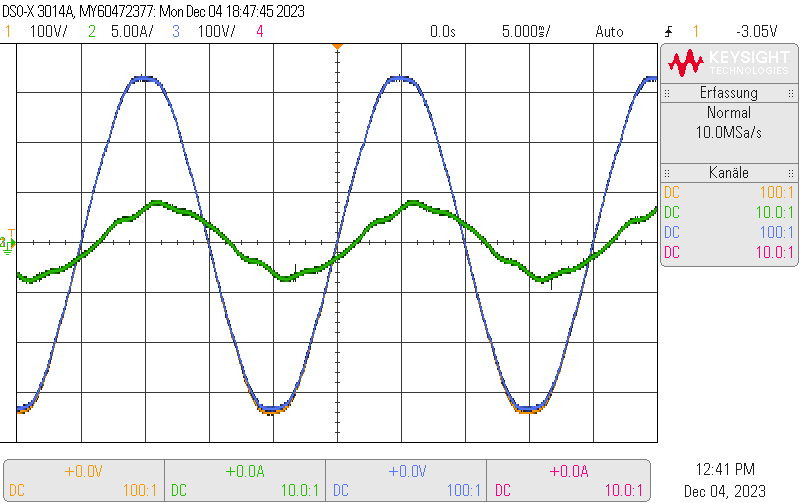 DSO-X 3014A, MY60472377: Mon Dec 04 18:47:45 2023
1 100V/ 2 5.00A/ 3 100V/ 4 0.0s 5.000ms/ Auto 1 -3.05V
KEYSIGHT
TECHNOLOGIES
Erfassung
Normal
10.0MSa/s
Kanäle
DC 100:1
DC 10.0:1
DC 100:1
DC 10.0:1
+0.0V
DC 100:1
+0.0A
DC 10.0:1
+0.0V
DC 100:1
+0.0A
DC 10.0:1
12:41 PM
Dec 04, 2023